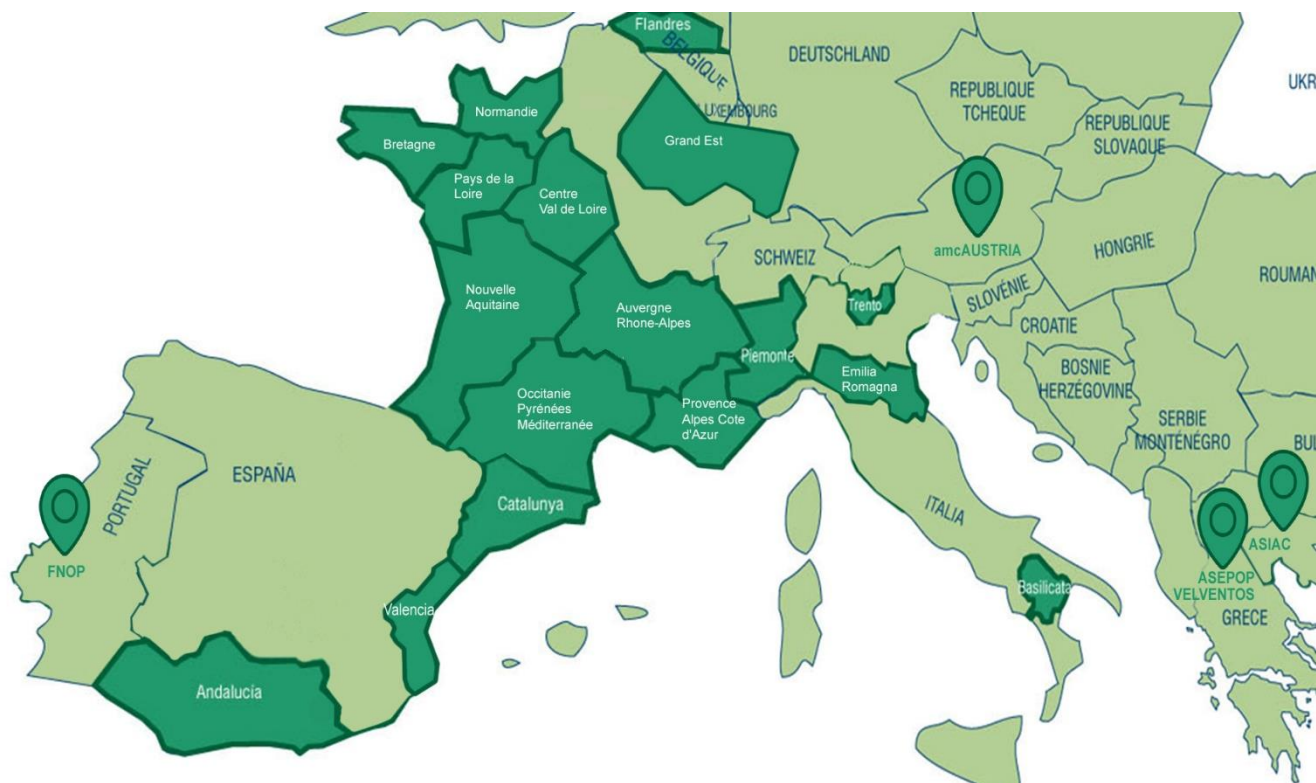 Flandres
BELGIQUE
DEUTSCHLAND
UKR
REPUBLIQUE
TCHEQUE
LUXEMBOURG
REPUBLIQUE
SLOVAQUE
Normandie
Bretagne
Grand Est
Pays de la
Loire
Centre
Val de Loire
amcAUSTRIA
HONGRIE
SCHWEIZ
ROUMAN
Nouvelle
Aquitaine
Auvergne
Rhone-Alpes
Trento
SLOVÉNIE
CROATIE
Piemonte
Emilia
Romagna
BOSNIE
HERZÉGOVINE
Occitanie
Pyrénées
Méditerranée
Provence
Alpes Cote
d'Azur
SERBIE
MONTÉNÉGRO
BUL
PORTUGAL
ESPAÑA
Catalunya
ITALIA
FNOP
ASIAC
ASEPOP
VELVENTOS
GRECE
Basilicata
Valencia
Andalucía